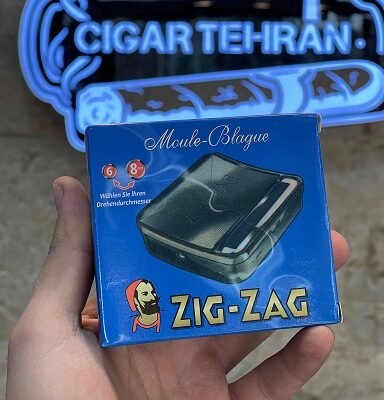 CIGAR TEHRAN
Moule-Blague
6 8
Wählen Sie Ihren
Drehendurchmesser
ZIG-ZAG